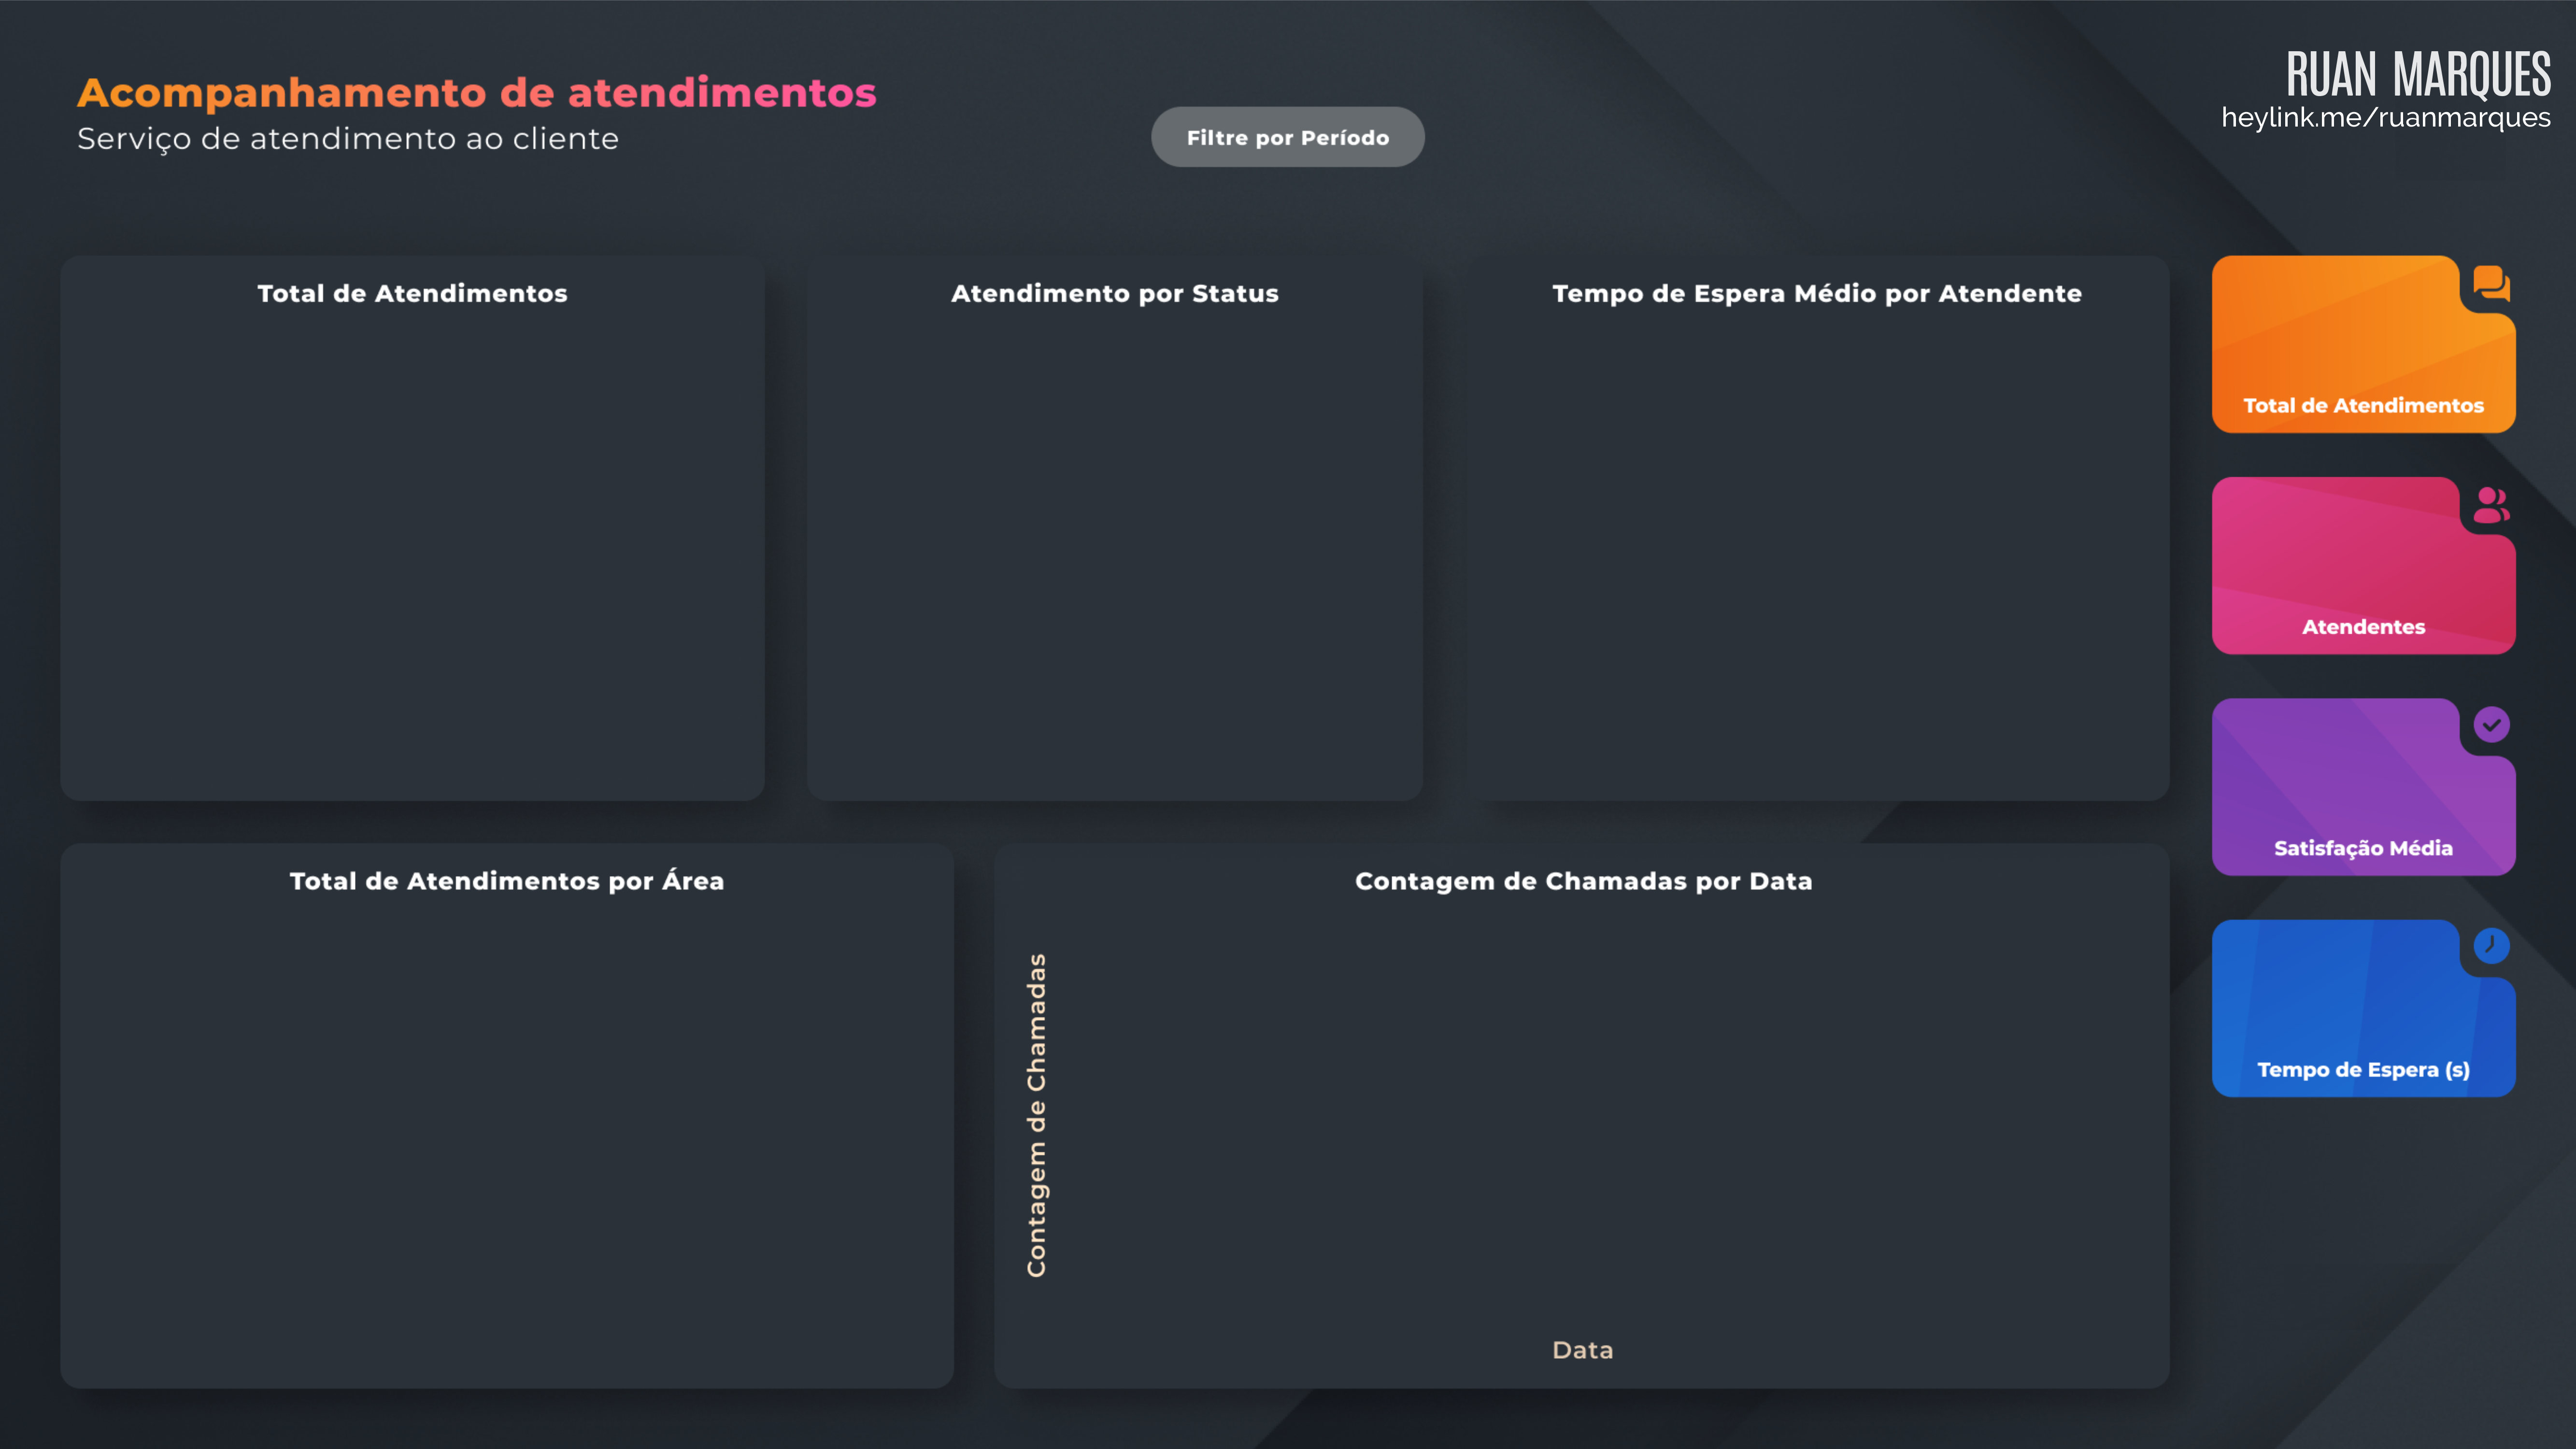 Acompanhamento de atendimentos
Serviço de atendimento ao cliente
Filtre por Período
RUAN MARQUES
heylink.me/ruanmarques
Total de Atendimentos
Atendimento por Status
Tempo de Espera Médio por Atendente
Total de Atendimentos
Atendentes
Satisfação Média
Tempo de Espera (s)
Total de Atendimentos por Área
Contagem de Chamadas por Data
Contagem de Chamadas
Data